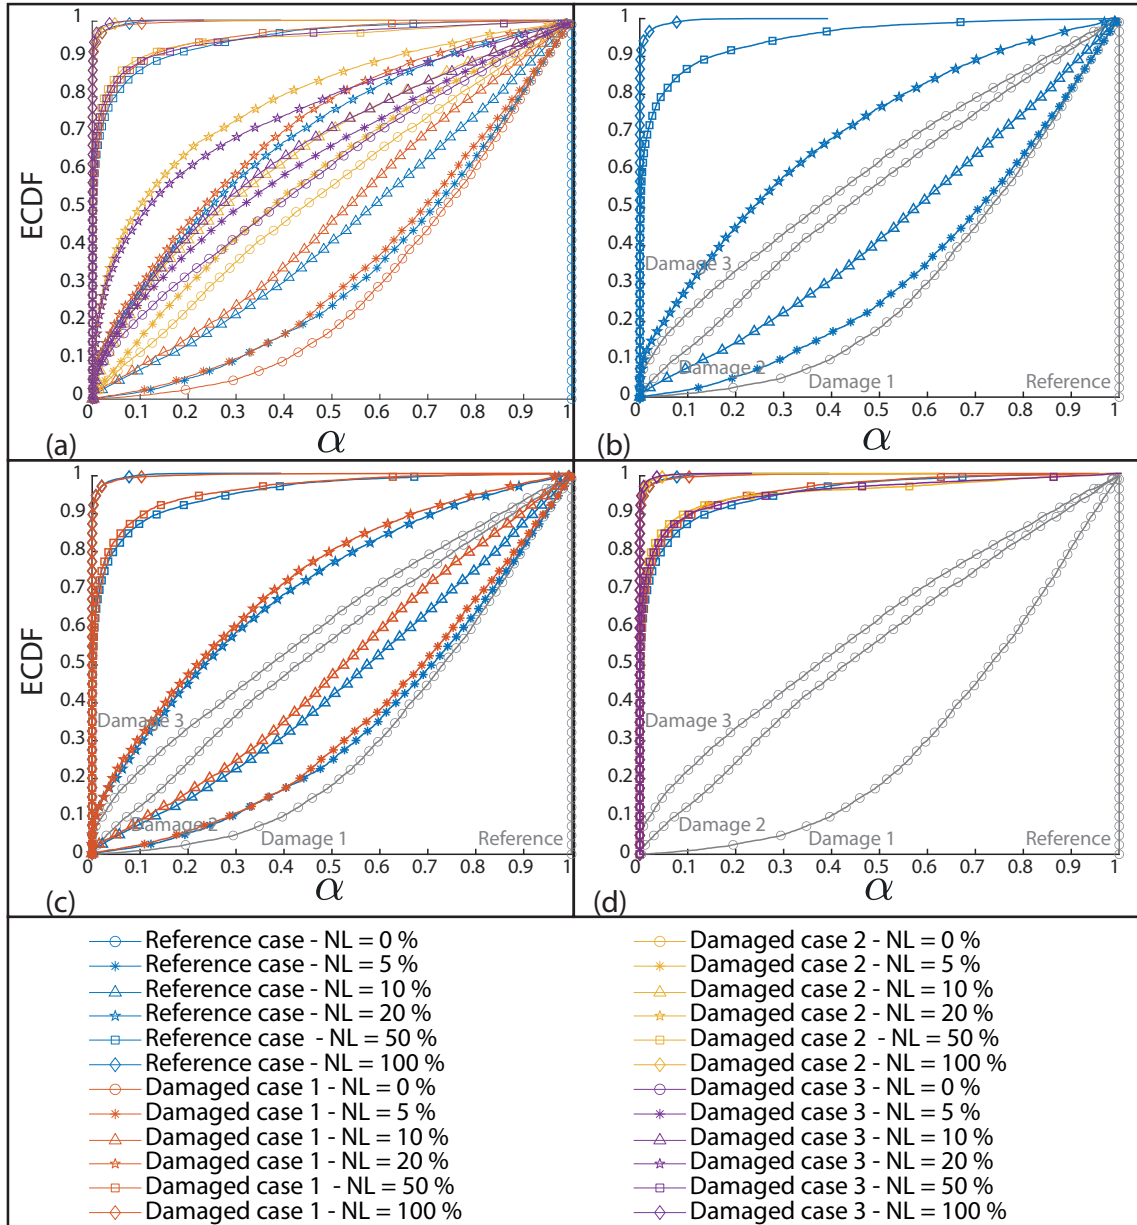 1
0.9
0.8
0.7
0.6
0.5
0.4
0.3
0.2
0.1
0
ECDF
0 0.1 0.2 0.3 0.4 0.5 0.6 0.7 0.8 0.9 1
(a) α
1
0.9
0.8
0.7
0.6
0.5
0.4
0.3
0.2
0.1
0
Damage 3
Damage 2
Damage 1
Reference
0 0.1 0.2 0.3 0.4 0.5 0.6 0.7 0.8 0.9 1
(b) α
1
0.9
0.8
0.7
0.6
0.5
0.4
0.3
0.2
0.1
0
ECDF
Damage 3
Damage 2
Damage 1
Reference
0 0.1 0.2 0.3 0.4 0.5 0.6 0.7 0.8 0.9 1
(c) α
1
0.9
0.8
0.7
0.6
0.5
0.4
0.3
0.2
0.1
0
Damage 3
Damage 2
Damage 1
Reference
0 0.1 0.2 0.3 0.4 0.5 0.6 0.7 0.8 0.9 1
(d) α
Reference case - NL = 0 %
Reference case - NL = 5 %
Reference case - NL = 10 %
Reference case - NL = 20 %
Reference case - NL = 50 %
Reference case - NL = 100 %
Damaged case 1 - NL = 0 %
Damaged case 1 - NL = 5 %
Damaged case 1 - NL = 10 %
Damaged case 1 - NL = 20 %
Damaged case 1 - NL = 50 %
Damaged case 1 - NL = 100 %
Damaged case 2 - NL = 0 %
Damaged case 2 - NL = 5 %
Damaged case 2 - NL = 10 %
Damaged case 2 - NL = 20 %
Damaged case 2 - NL = 50 %
Damaged case 2 - NL = 100 %
Damaged case 3 - NL = 0 %
Damaged case 3 - NL = 5 %
Damaged case 3 - NL = 10 %
Damaged case 3 - NL = 20 %
Damaged case 3 - NL = 50 %
Damaged case 3 - NL = 100 %